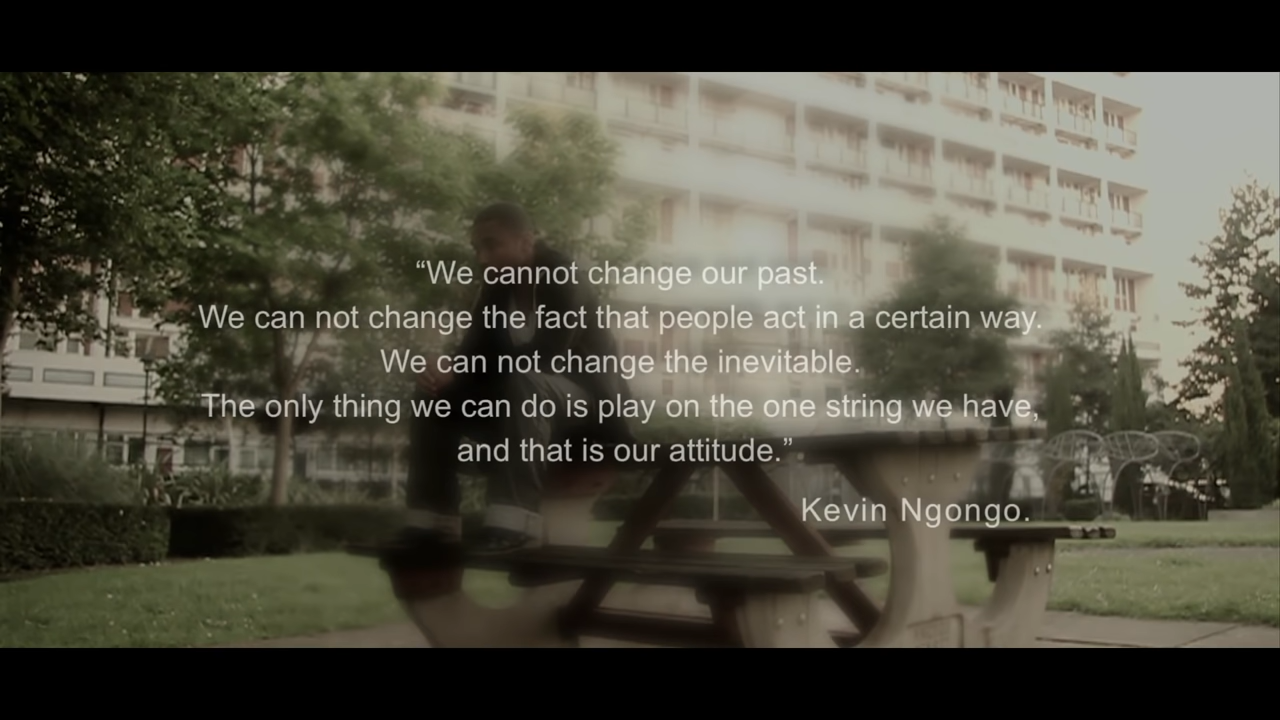 “We cannot change our past.
We can not change the fact that people act in a certain way.
We can not change the inevitable.
The only thing we can do is play on the one string we have,
and that is our attitude.”
Kevin Ngongo.